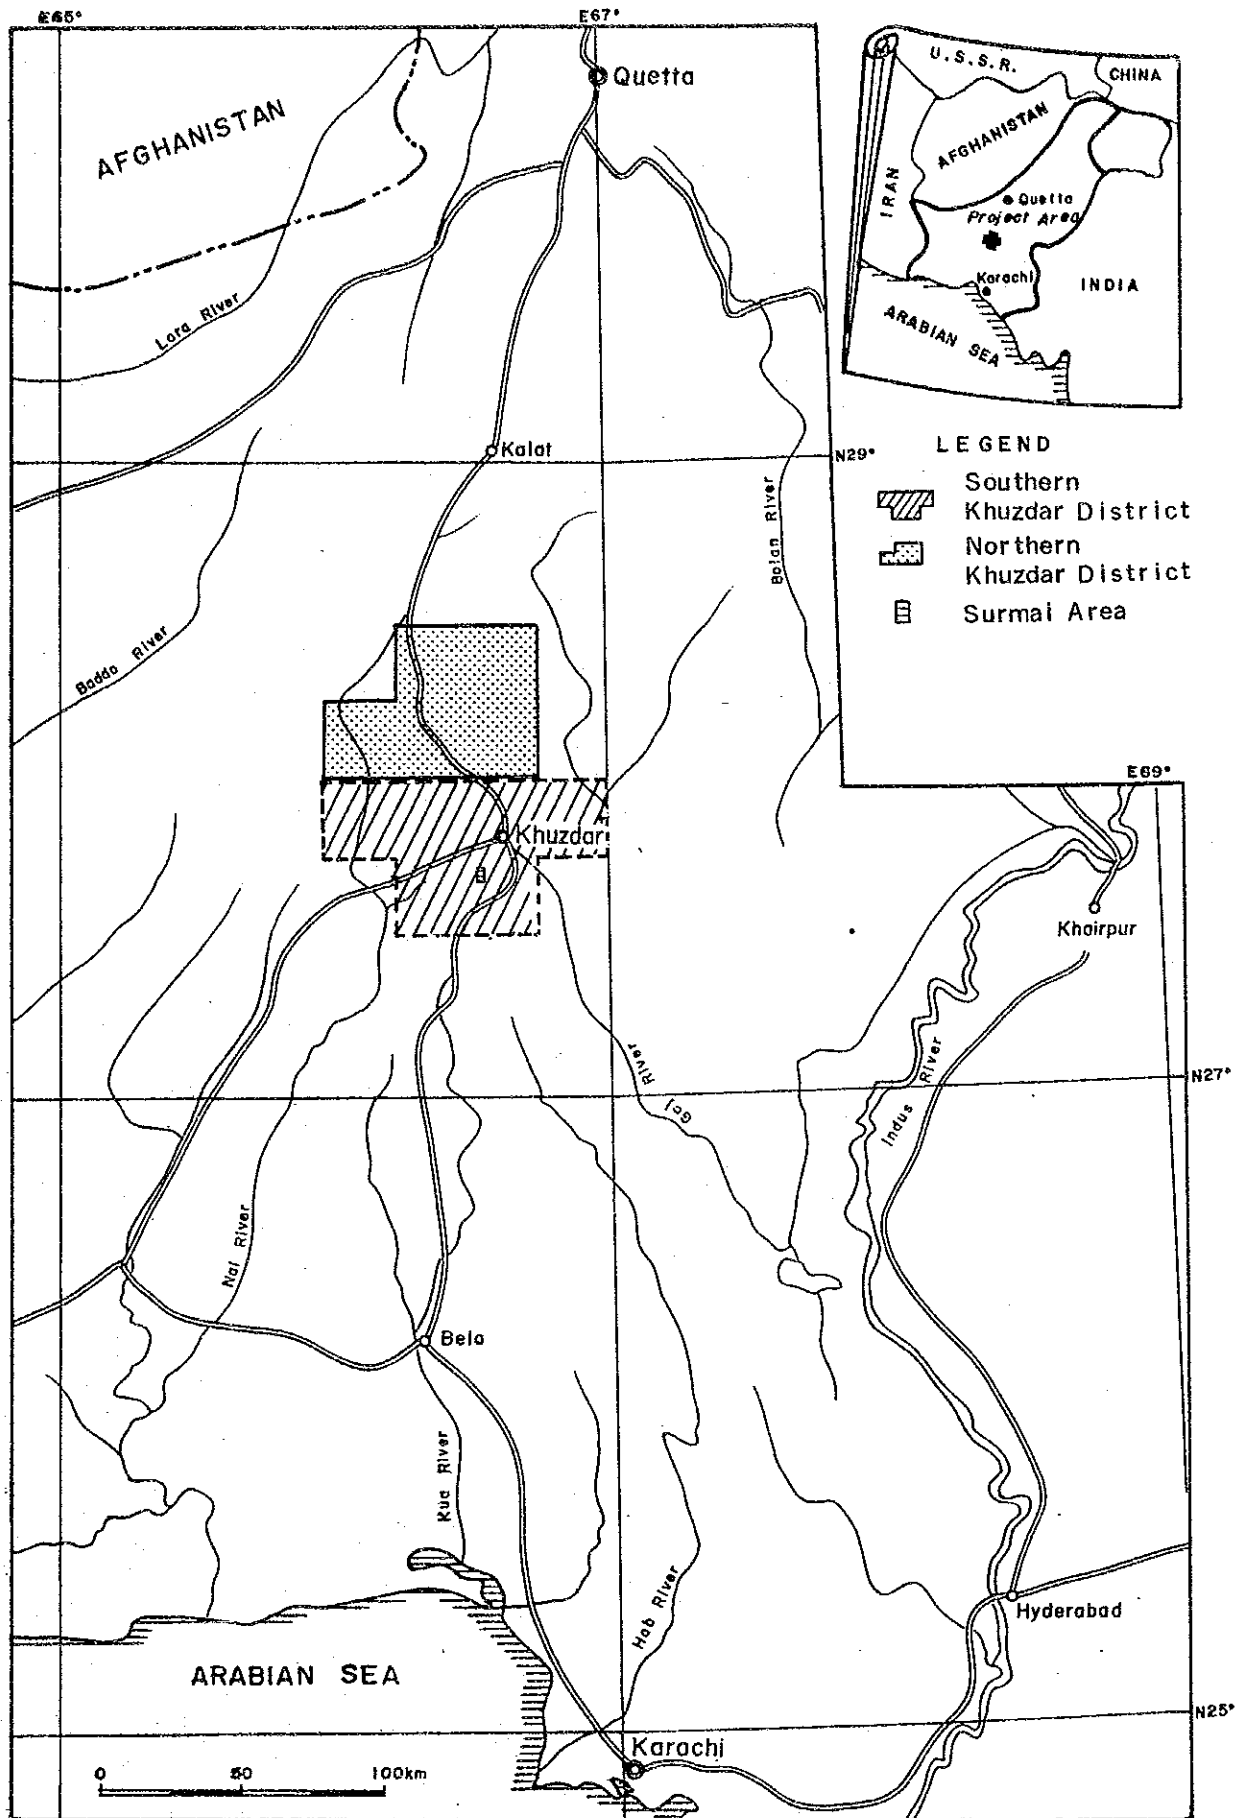 E65°
E67°
Quetta
AFGHANISTAN
Lora River
U.S.S.R.
CHINA
AFGHANISTAN
IRAN
Quetta
Project Area
Karachi
INDIA
ARABIAN SEA
Kalat
N29°
LEGEND
Southern
Khuzdar District
Northern
Khuzdar District
Surmai Area
Bolan River
Baddo River
E69°
Khuzdar
Khairpur
Gaj River
Indus River
N27°
Nal River
Bela
Kud River
Hab River
Hyderabad
ARABIAN SEA
N25°
Karachi
0 50 100km